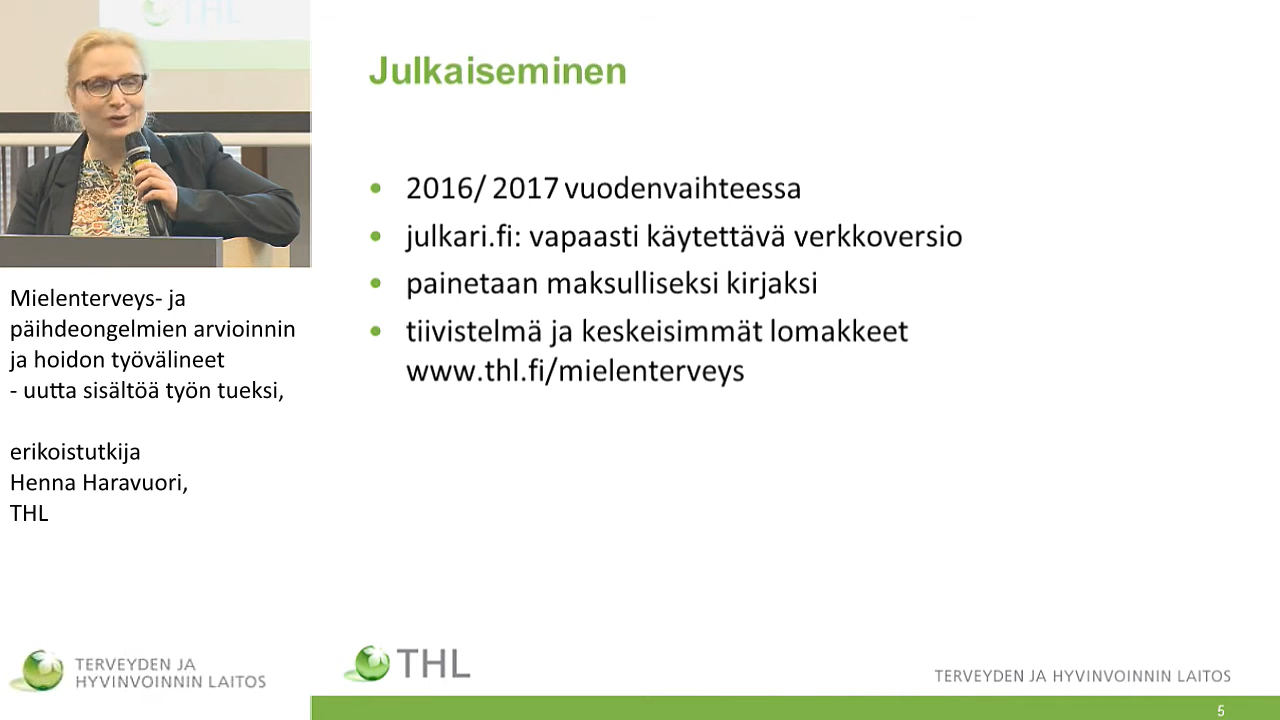 THL
Mielenterveys- ja
päihdeongelmien arvioinnin
ja hoidon työvälineet
- uutta sisältöä työn tueksi,
erikoistutkija
Henna Haravuori,
THL
TERVEYDEN JA
HYVINVOINNIN LAITOS
Julkaiseminen
• 2016/ 2017 vuodenvaihteessa
• julkari.fi: vapaasti käytettävä verkkoversio
• painetaan maksulliseksi kirjaksi
• tiivistelmä ja keskeisimmät lomakkeet
www.thl.fi/mielenterveys
THL
TERVEYDEN JA HYVINVOINNIN LAITOS
5